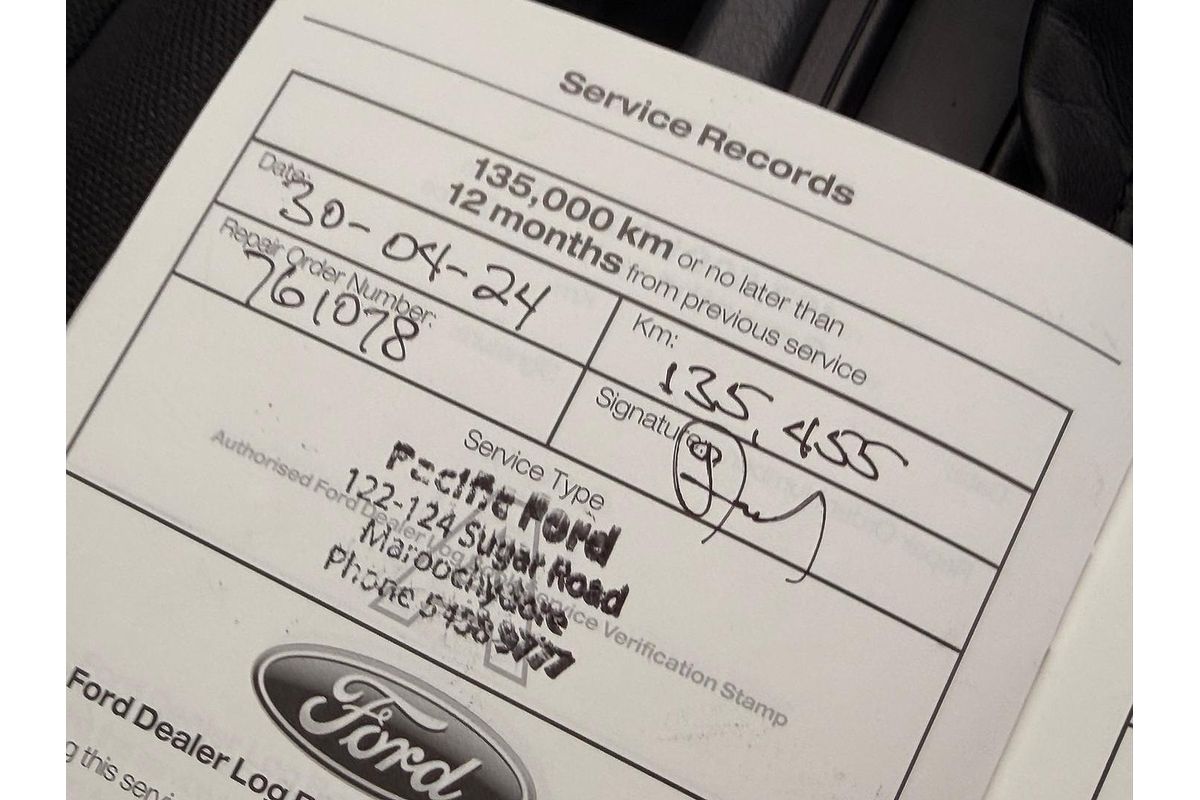 Service Records
135,000 km or no later than
12 months from previous service
Date:
30-04-24
Km:
135,455
Repair Order Number:
761078
Signature:
Service Type
Pacific Ford
122-124 Sugar Road
Maroochydore
Phone 5458 9777
Authorised Ford Dealer Log Book Service Verification Stamp
Ford
Ford Dealer Log
this